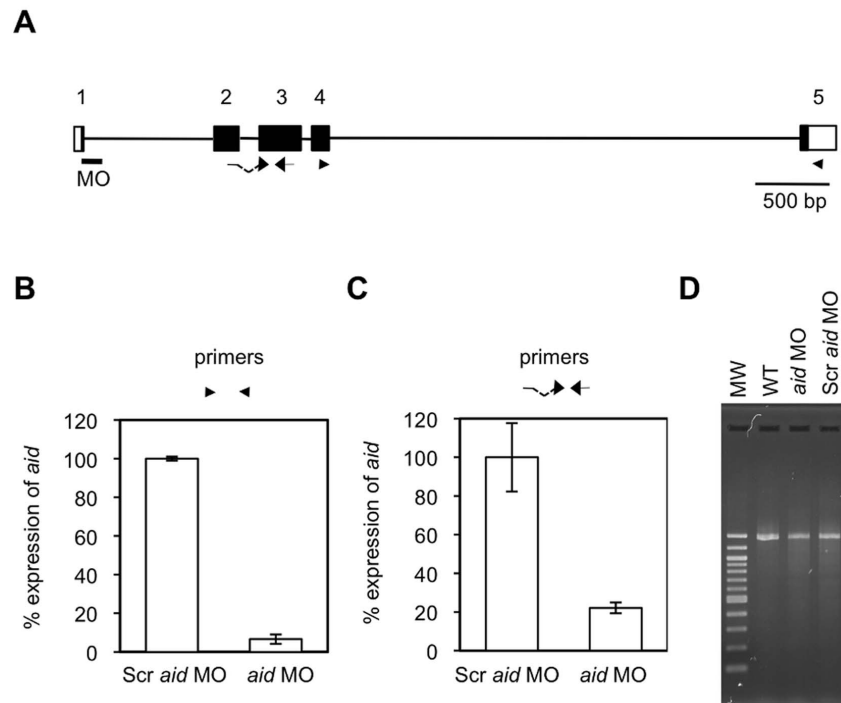 A
1 2 3 4 5
MO
500 bp
B
primers
% expression of aid
120
100
80
60
40
20
0
Scr aid MO aid MO
C
primers
% expression of aid
120
100
80
60
40
20
0
Scr aid MO aid MO
D
MW
WT
aid MO
Scr aid MO